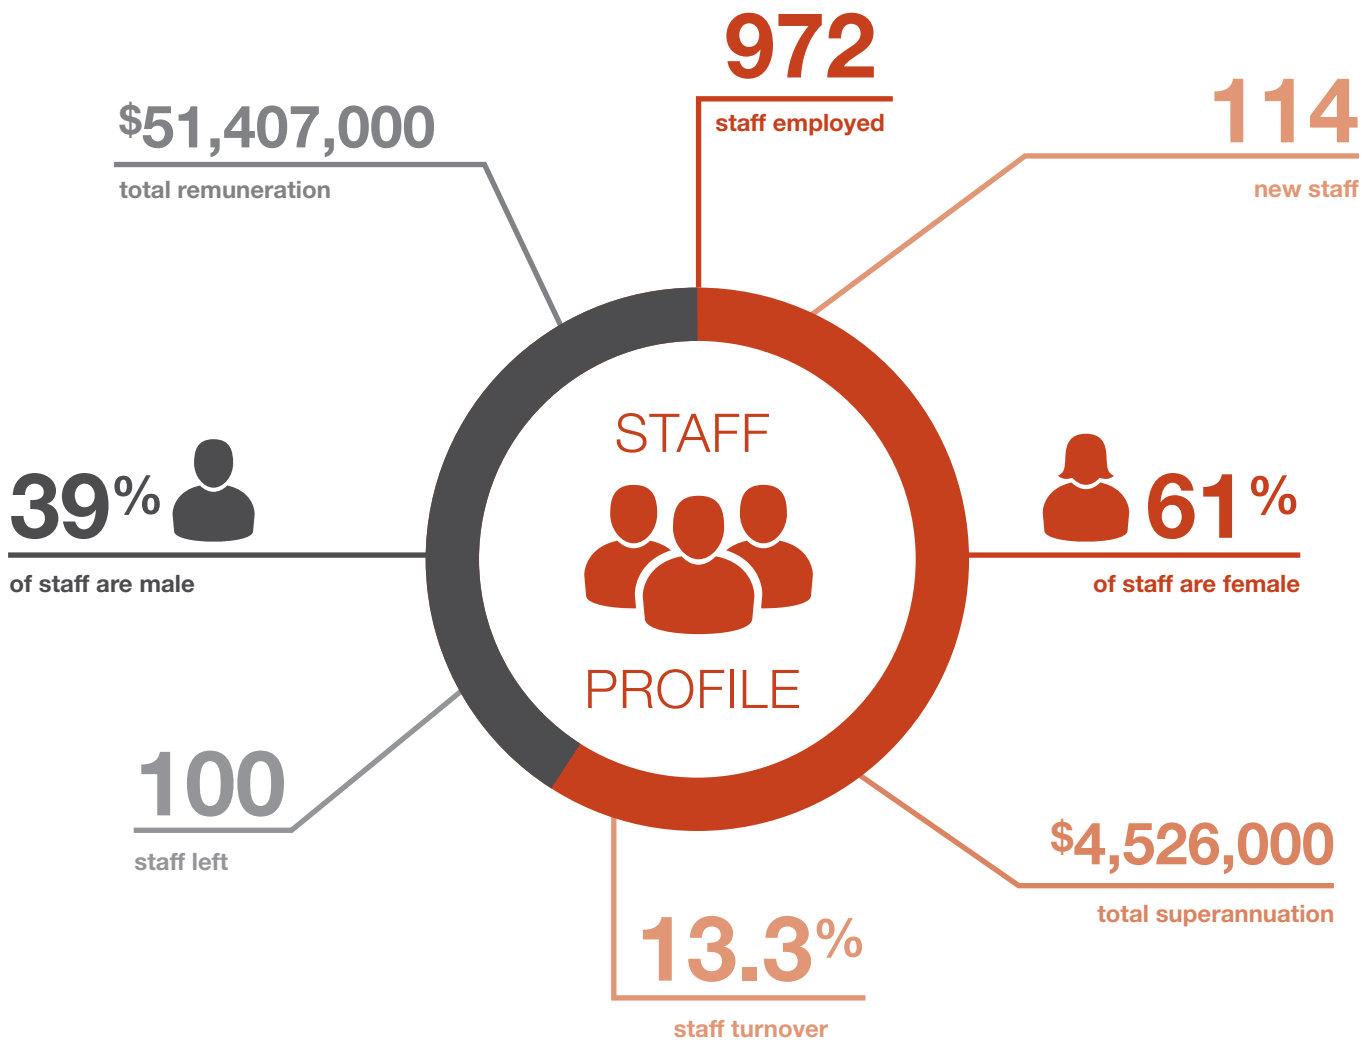 972
staff employed
114
new staff
$51,407,000
total remuneration
STAFF
39%
of staff are male
61%
of staff are female
PROFILE
100
staff left
$4,526,000
total superannuation
13.3%
staff turnover